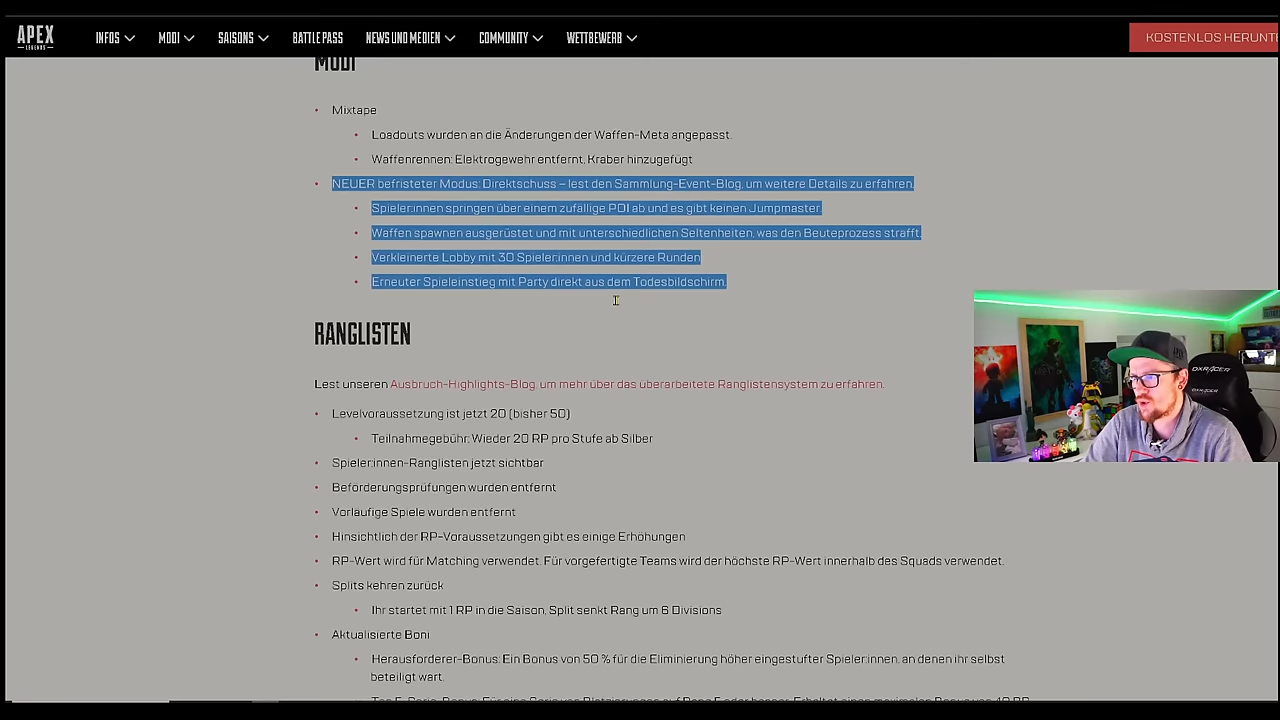 APEX
LEGENDS
INFOS
MODI
SAISONS
BATTLE PASS
NEWS UND MEDIEN
COMMUNITY
WETTBEWERB
KOSTENLOS HERUNT
MODI
Mixtape
Loadouts wurden an die Änderungen der Waffen-Meta angepasst.
Waffenrennen: Elektrogewehr entfernt, Kraber hinzugefügt
NEUER befristeter Modus: Direktschuss – lest den Sammlung-Event-Blog, um weitere Details zu erfahren.
Spieler:innen springen über einem zufällige POI ab und es gibt keinen Jumpmaster.
Waffen spawnen ausgerüstet und mit unterschiedlichen Seltenheiten, was den Beuteprozess strafft.
Verkleinerte Lobby mit 30 Spieler:innen und kürzere Runden
Erneuter Spieleinstieg mit Party direkt aus dem Todesbildschirm.
RANGLISTEN
Lest unseren Ausbruch-Highlights-Blog, um mehr über das überarbeitete Ranglistensystem zu erfahren.
Levelvoraussetzung ist jetzt 20 (bisher 50)
Teilnahmegebühr: Wieder 20 RP pro Stufe ab Silber
Spieler:innen-Ranglisten jetzt sichtbar
Beförderungsprüfungen wurden entfernt
Vorläufige Spiele wurden entfernt
Hinsichtlich der RP-Voraussetzungen gibt es einige Erhöhungen
RP-Wert wird für Matching verwendet. Für vorgefertigte Teams wird der höchste RP-Wert innerhalb des Squads verwendet.
Splits kehren zurück
Ihr startet mit 1 RP in die Saison, Split senkt Rang um 6 Divisions
Aktualisierte Boni
Herausforderer-Bonus: Ein Bonus von 50 % für die Eliminierung höher eingestufter Spieler:innen, an denen ihr selbst
beteiligt wart.
DXRACER